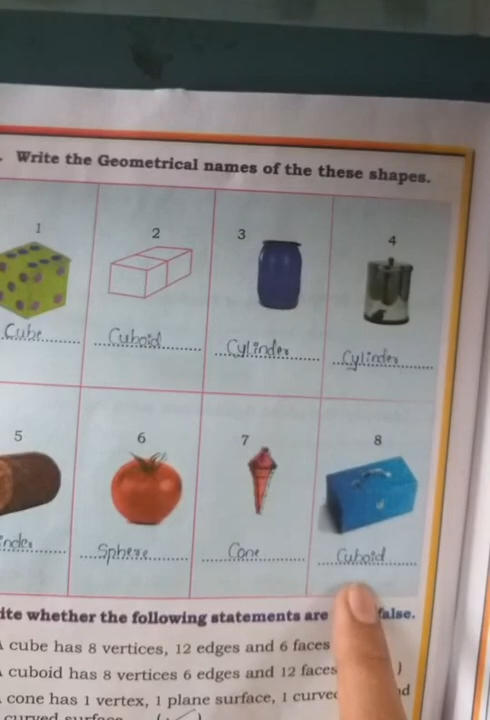 . Write the Geometrical names of the these shapes.
1 2 3 4
Cube Cuboid Cylinder Cylinder
5 6 7 8
inder Sphere Cone Cuboid
ite whether the following statements are false.
A cube has 8 vertices, 12 edges and 6 faces
A cuboid has 8 vertices 6 edges and 12 faces )
cone has 1 vertex, 1 plane surface, 1 curve d
curved surface